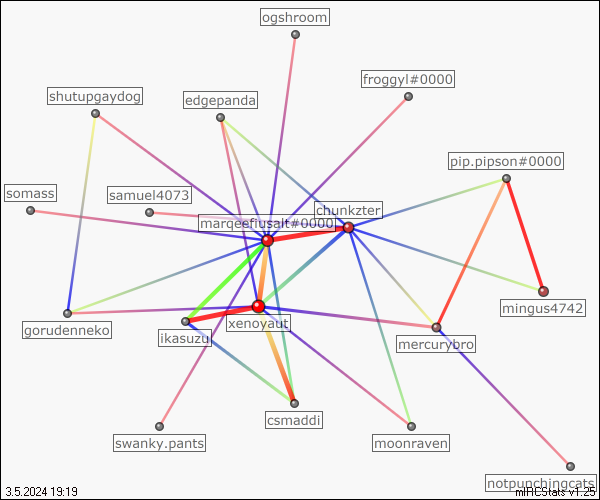 ogshroom
froggyl#0000
shutupgaydog
edgepanda
pip.pipson#0000
somass
samuel4073
chunkzter
marqeefiusait#0000
mingus4742
gorudenneko
xenoyaut
ikasuzu
mercurybro
csmaddi
swanky.pants
moonraven
notpunchingcats
3.5.2024 19:19
mIRCStats v1.25